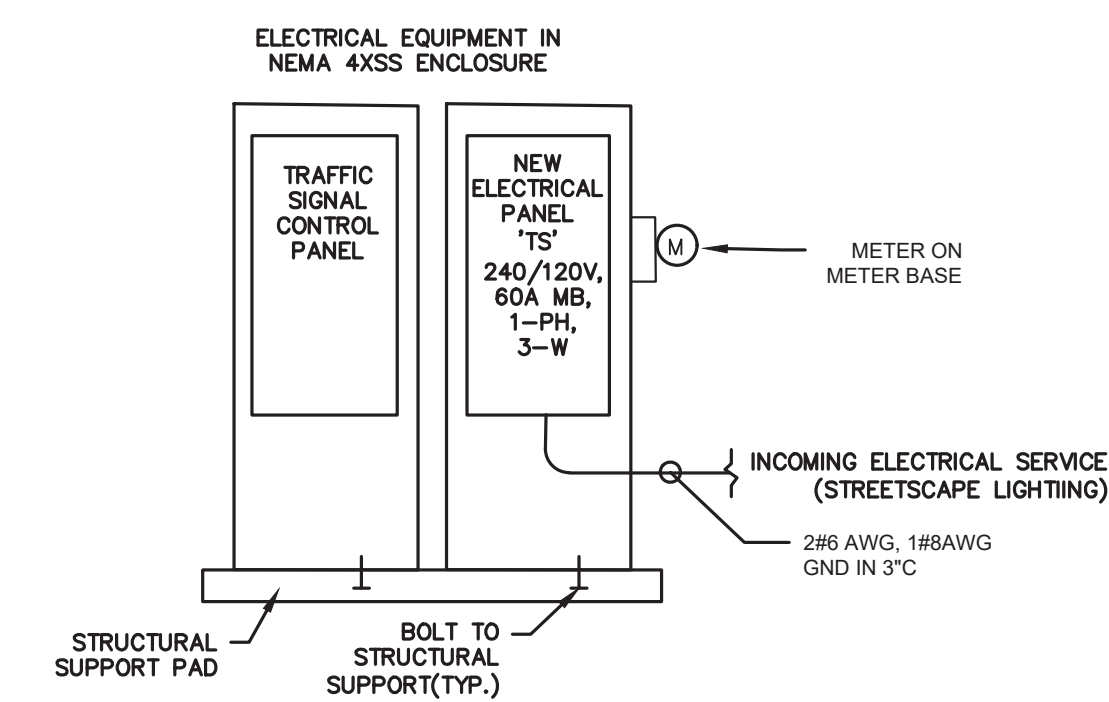 ELECTRICAL EQUIPMENT IN
NEMA 4XSS ENCLOSURE
TRAFFIC
SIGNAL
CONTROL
PANEL
NEW
ELECTRICAL
PANEL
'TS'
240/120V,
60A MB,
1-PH,
3-W
M
METER ON
METER BASE
INCOMING ELECTRICAL SERVICE
(STREETSCAPE LIGHTIING)
2#6 AWG, 1#8AWG
GND IN 3"C
STRUCTURAL
SUPPORT PAD
BOLT TO
STRUCTURAL
SUPPORT(TYP.)